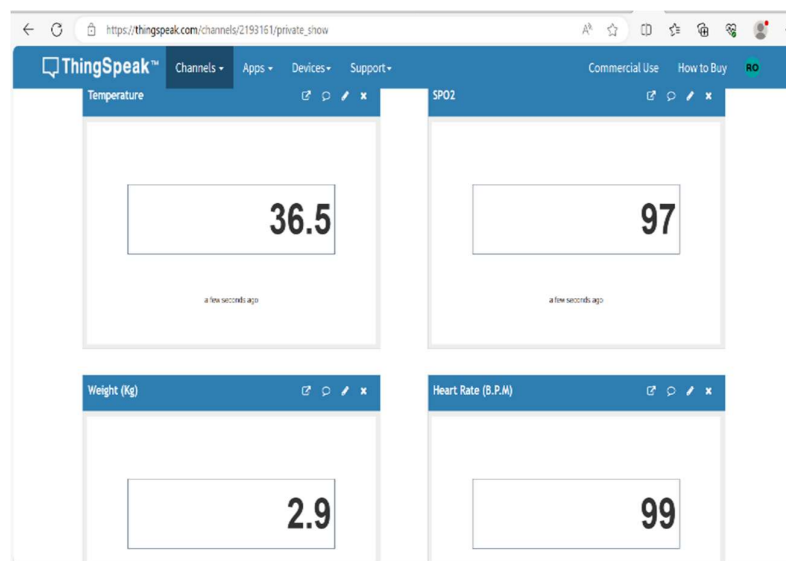 https://thingspeak.com/channels/2193161/private_show
ThingSpeak™ Channels Apps Devices Support Commercial Use How to Buy RO
Temperature
36.5
a few seconds ago
SPO2
97
a few seconds ago
Weight (Kg)
2.9
Heart Rate (B.P.M)
99